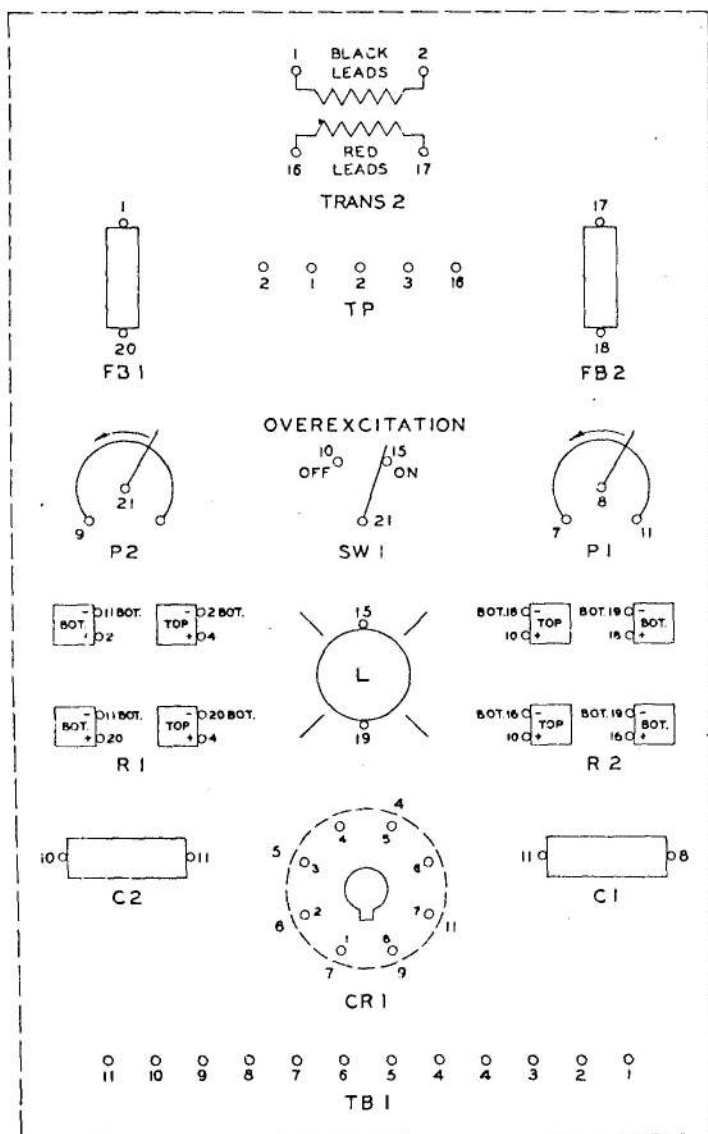 1 BLACK 2
LEADS
RED
16 LEADS 17
TRANS 2
1 17
2 1 2 3 16
TP
20 18
FB 1 FB 2
OVEREXCITATION
10 15
OFF ON
21 21 8
9 7 11
P2 SW 1 P 1
BOT. - 11 BOT. TOP - 2 BOT. 15 BOT. 18 - TOP BOT. 19 - BOT.
+ 2 + 4 10 + 18 +
L
BOT. - 11 BOT. TOP - 20 BOT. BOT. 16 - TOP BOT. 19 - BOT.
+ 20 + 4 19 10 + 16 +
R 1 R 2
4
4 5
10 11 5 3 6 11 8
C2 C 1
6 2 7 11
1 8
7 9
CR 1
11 10 9 8 7 6 5 4 4 3 2 1
TB 1